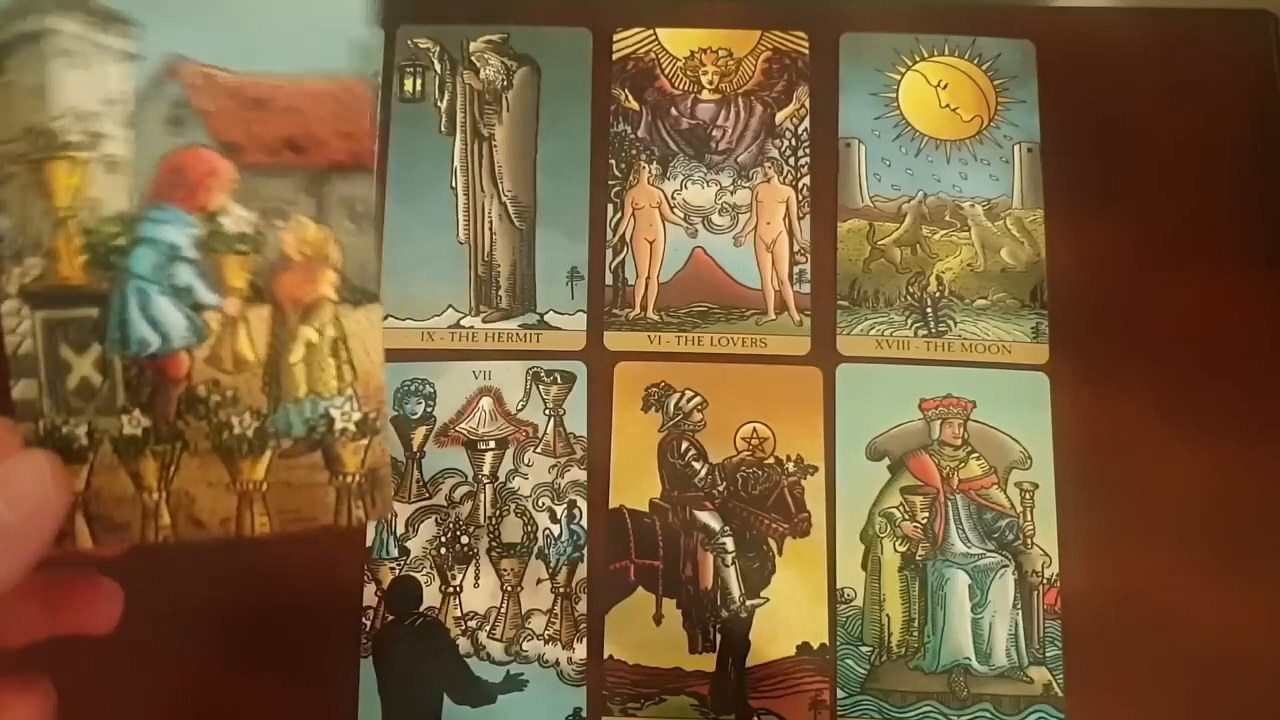 IX - THE HERMIT
VI - THE LOVERS
XVIII - THE MOON
VII